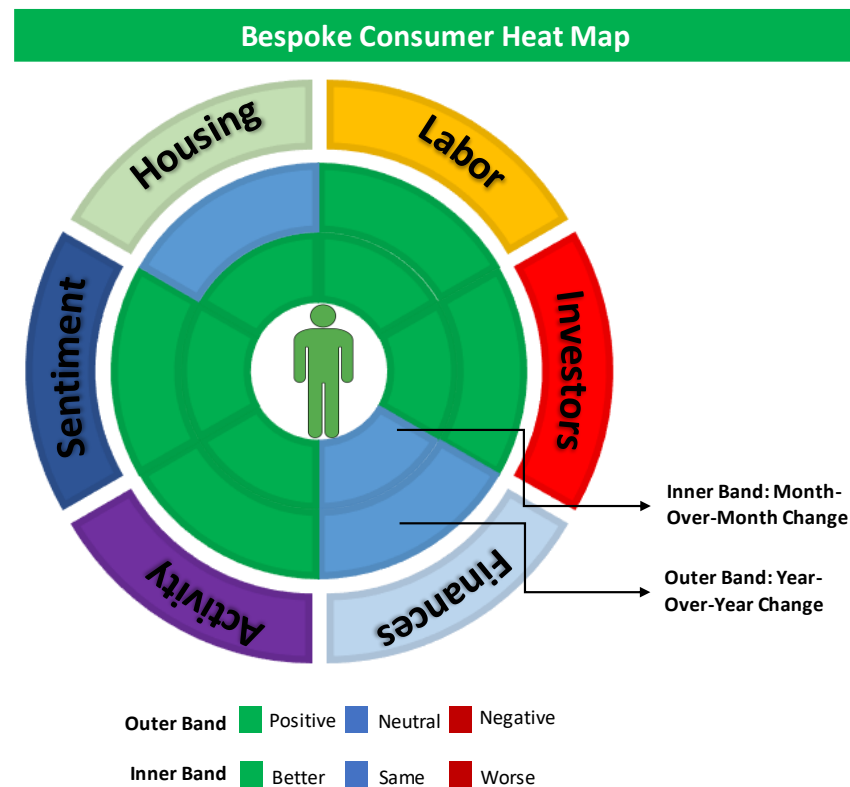 Bespoke Consumer Heat Map
Housing
Labor
Sentiment
Investors
Activity
Finances
Inner Band: Month-
Over-Month Change
Outer Band: Year-
Over-Year Change
Outer Band Positive Neutral Negative
Inner Band Better Same Worse